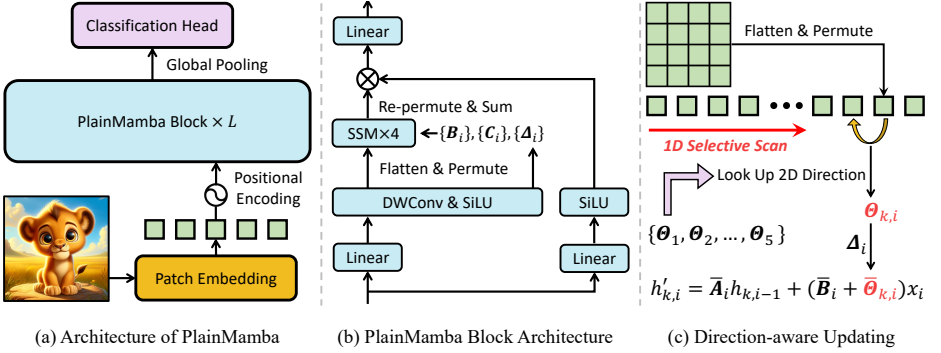 Classification Head
Global Pooling
PlainMamba Block × L
Positional
Encoding
Patch Embedding
(a) Architecture of PlainMamba
Linear
Re-permute & Sum
SSM×4
{B_i}, {C_i}, {Δ_i}
Flatten & Permute
DWConv & SiLU
SiLU
Linear
Linear
(b) PlainMamba Block Architecture
Flatten & Permute
1D Selective Scan
Look Up 2D Direction
Θ_{k,i}
{Θ_1, Θ_2, ..., Θ_5}
Δ_i
h'_{k,i} = A̅_i h_{k,i−1} + (B̅_i + Θ̅_{k,i})x_i
(c) Direction-aware Updating